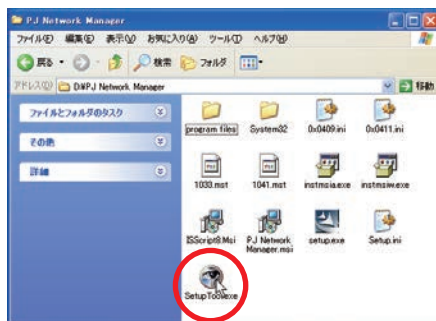 PJ Network Manager
ファイル(F) 編集(E) 表示(V) お気に入り(A) ツール(T) ヘルプ(H)
戻る 検索 フォルダ
アドレス(D) D:¥PJ Network Manager 移動
ファイルとフォルダのタスク
その他
詳細
program files System32 0x0409.ini 0x0411.ini
1033.mst 1041.mst instmsia.exe instmsiw.exe
ISScript8.Msi PJ Network Manager.msi setup.exe Setup.ini
SetupTool.exe